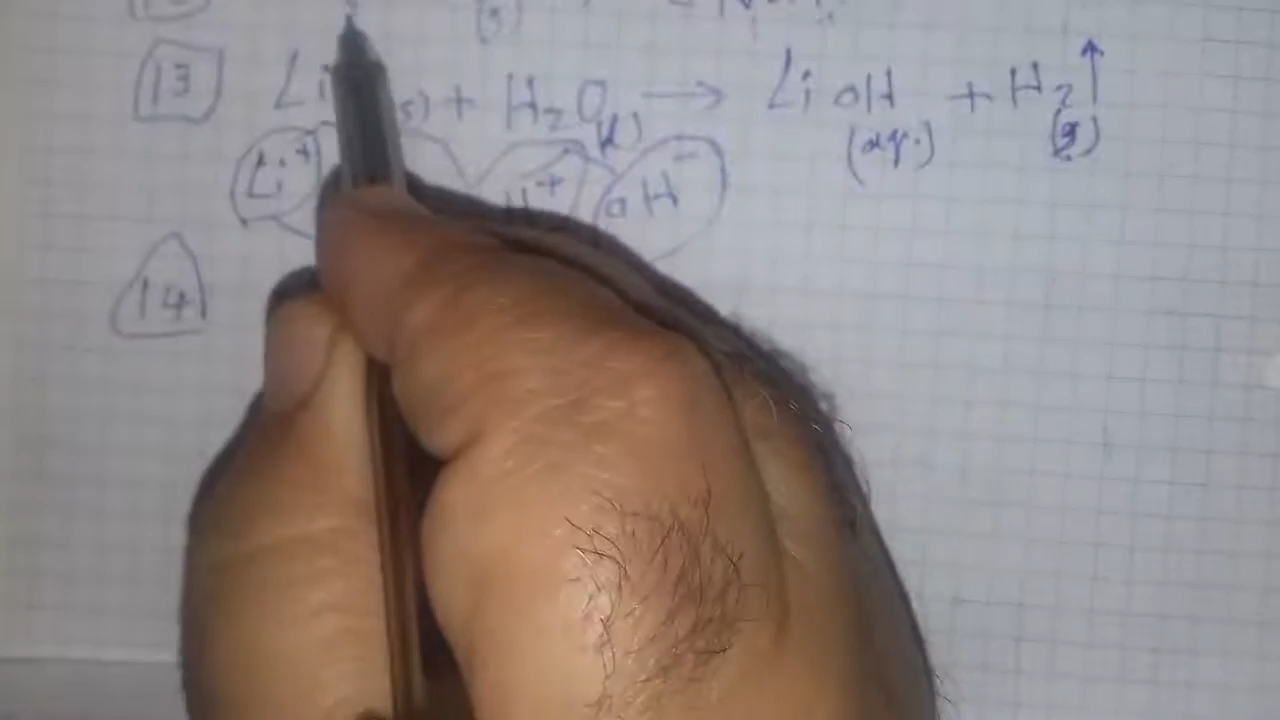 13 Li (s) + H₂O(l) → LiOH (aq.) + H₂↑ (g)
Li⁺ H⁺ OH⁻
14